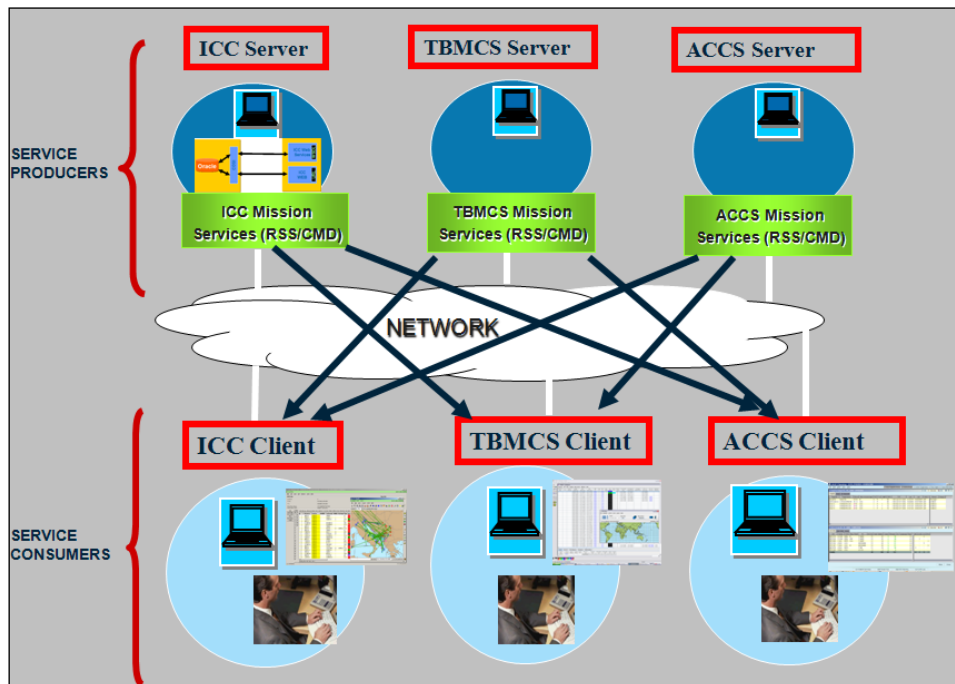 ICC Server
TBMCS Server
ACCS Server
SERVICE
PRODUCERS
Oracle
ICC Mission
Services (RSS/CMD)
TBMCS Mission
Services (RSS/CMD)
ACCS Mission
Services (RSS/CMD)
NETWORK
ICC Client
TBMCS Client
ACCS Client
SERVICE
CONSUMERS